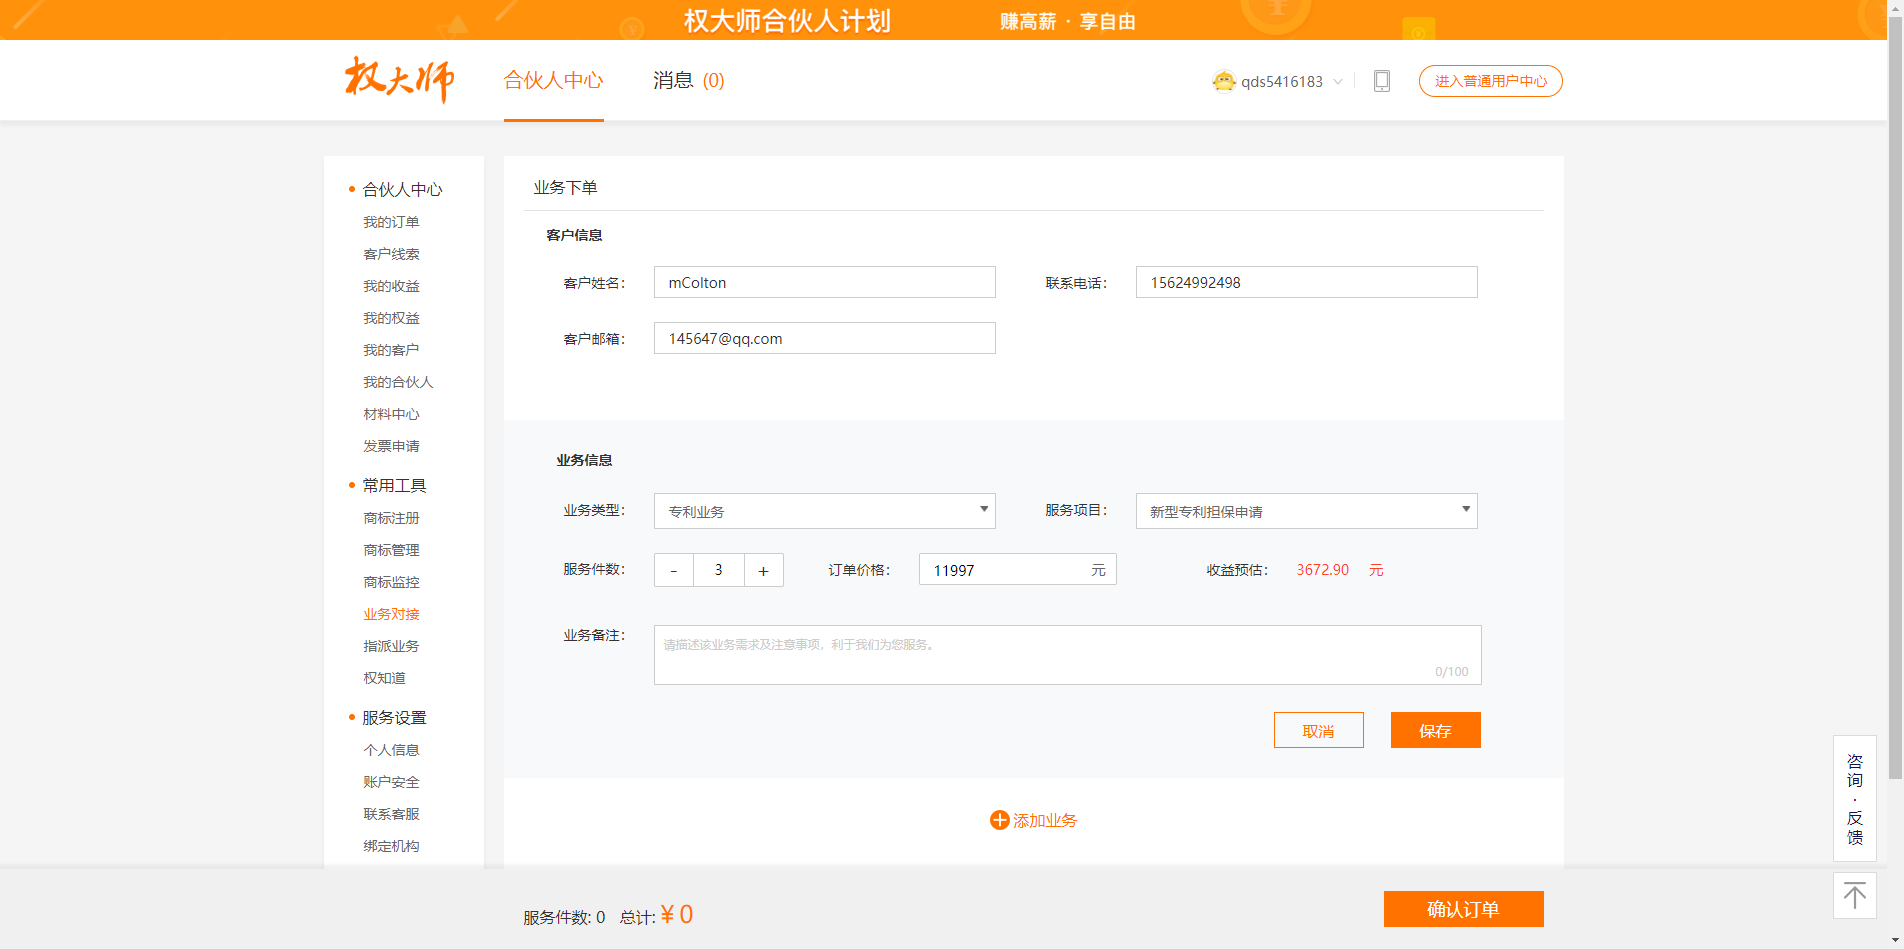 权大师合伙人计划 赚高薪 · 享自由
权大师 合伙人中心 消息 (0) qds5416183 进入普通用户中心
合伙人中心
我的订单
客户线索
我的收益
我的权益
我的客户
我的合伙人
材料中心
发票申请
常用工具
商标注册
商标管理
商标监控
业务对接
指派业务
权知道
服务设置
个人信息
账户安全
联系客服
绑定机构
业务下单
客户信息
客户姓名： mColton 联系电话： 15624992498
客户邮箱： 145647@qq.com
业务信息
业务类型： 专利业务 服务项目： 新型专利担保申请
服务件数： - 3 + 订单价格： 11997 元 收益预估： 3672.90 元
业务备注： 请描述该业务需求及注意事项，利于我们为您服务。
0/100
取消 保存
添加业务
咨询·反馈
服务件数: 0 总计: ¥ 0 确认订单